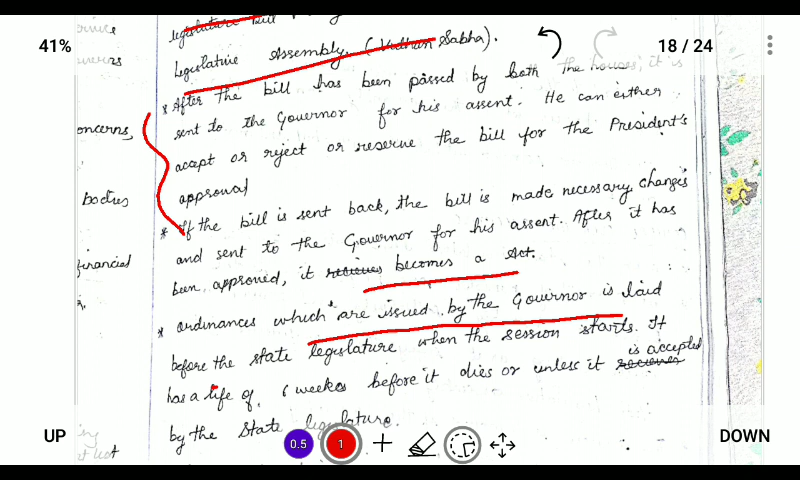 41%
18 / 24
legislature bill
legislative Assembly. (Vidhan Sabha).
* After the bill has been passed by both the houses, it is
sent to the Governor for his assent. He can either
accept or reject or reserve the bill for the President's
approval
* If the bill is sent back, the bill is made necessary changes
and sent to the Governor for his assent. After it has
been approved, it recieves becomes a Act.
* ordinances which are issued by the Governor is laid
before the state legislature when the session starts. It
has a life of 6 weeks before it dies or unless it is accepted
by the State legislature.
oncerns,
bodies
financial
UP
0.5
1
DOWN